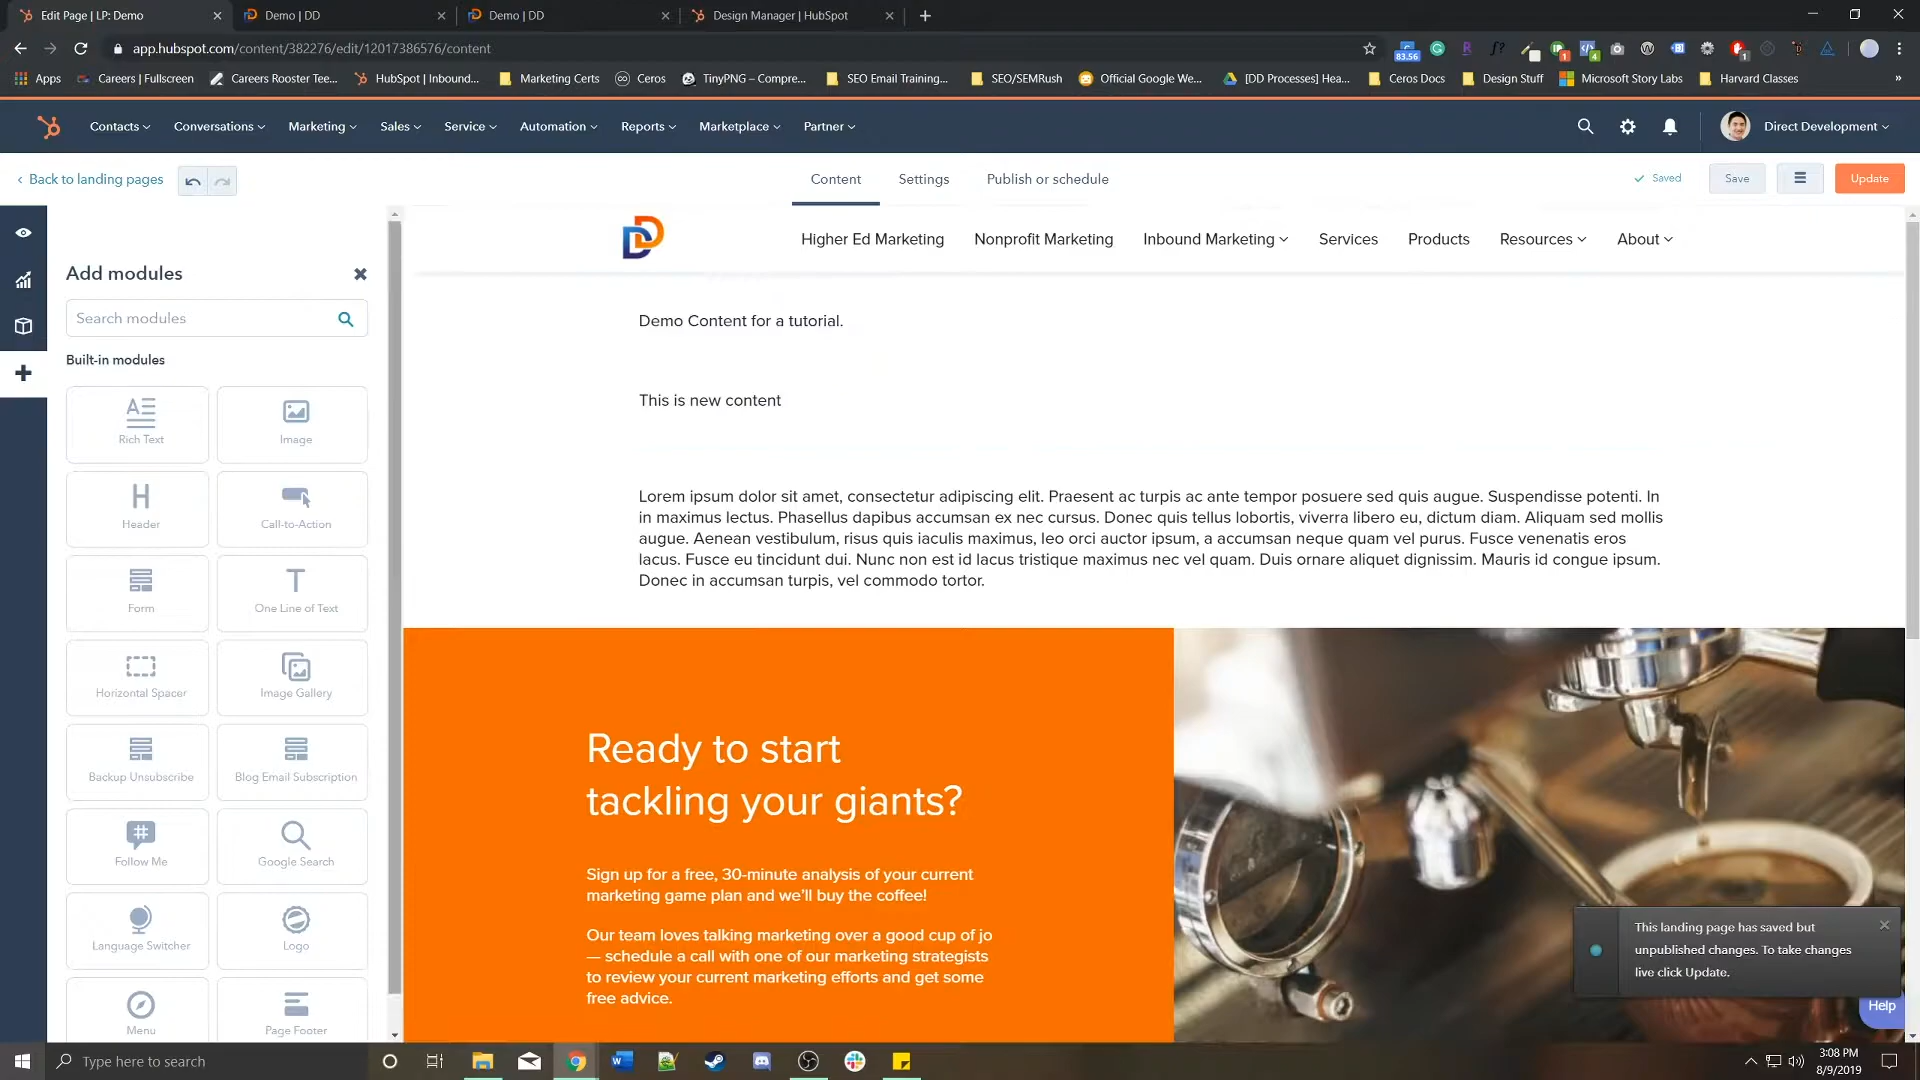 Edit Page | LP: Demo
Demo | DD
Demo | DD
Design Manager | HubSpot
app.hubspot.com/content/382276/edit/12017386576/content
83.56
f?
1
4
1
Apps
Careers | Fullscreen
Careers Rooster Tee...
HubSpot | Inbound...
Marketing Certs
Ceros
TinyPNG – Compre...
SEO Email Training...
SEO/SEMRush
Official Google We...
[DD Processes] Hea...
Ceros Docs
Design Stuff
Microsoft Story Labs
Harvard Classes
Contacts
Conversations
Marketing
Sales
Service
Automation
Reports
Marketplace
Partner
Direct Development
Back to landing pages
Content
Settings
Publish or schedule
Saved
Save
Update
Add modules
Search modules
Built-in modules
Rich Text
Image
Header
Call-to-Action
Form
One Line of Text
Horizontal Spacer
Image Gallery
Backup Unsubscribe
Blog Email Subscription
Follow Me
Google Search
Language Switcher
Logo
Menu
Page Footer
Higher Ed Marketing
Nonprofit Marketing
Inbound Marketing
Services
Products
Resources
About
Demo Content for a tutorial.
This is new content
Lorem ipsum dolor sit amet, consectetur adipiscing elit. Praesent ac turpis ac ante tempor posuere sed quis augue. Suspendisse potenti. In
in maximus lectus. Phasellus dapibus accumsan ex nec cursus. Donec quis tellus lobortis, viverra libero eu, dictum diam. Aliquam sed mollis
augue. Aenean vestibulum, risus quis iaculis maximus, leo orci auctor ipsum, a accumsan neque quam vel purus. Fusce venenatis eros
lacus. Fusce eu tincidunt dui. Nunc non est id lacus tristique maximus nec vel quam. Duis ornare aliquet dignissim. Mauris id congue ipsum.
Donec in accumsan turpis, vel commodo tortor.
Ready to start
tackling your giants?
Sign up for a free, 30-minute analysis of your current
marketing game plan and we’ll buy the coffee!
Our team loves talking marketing over a good cup of jo
— schedule a call with one of our marketing strategists
to review your current marketing efforts and get some
free advice.
This landing page has saved but
unpublished changes. To take changes
live click Update.
Help
Type here to search
3:08 PM
8/9/2019